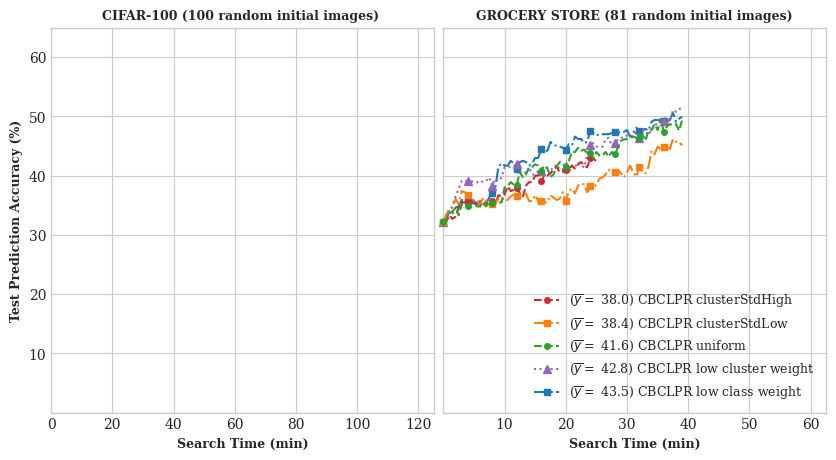 CIFAR-100 (100 random initial images)
GROCERY STORE (81 random initial images)
Test Prediction Accuracy (%)
60
50
40
30
20
10
0 20 40 60 80 100 120
Search Time (min)
10 20 30 40 50 60
Search Time (min)
(y̅ = 38.0) CBCLPR clusterStdHigh
(y̅ = 38.4) CBCLPR clusterStdLow
(y̅ = 41.6) CBCLPR uniform
(y̅ = 42.8) CBCLPR low cluster weight
(y̅ = 43.5) CBCLPR low class weight